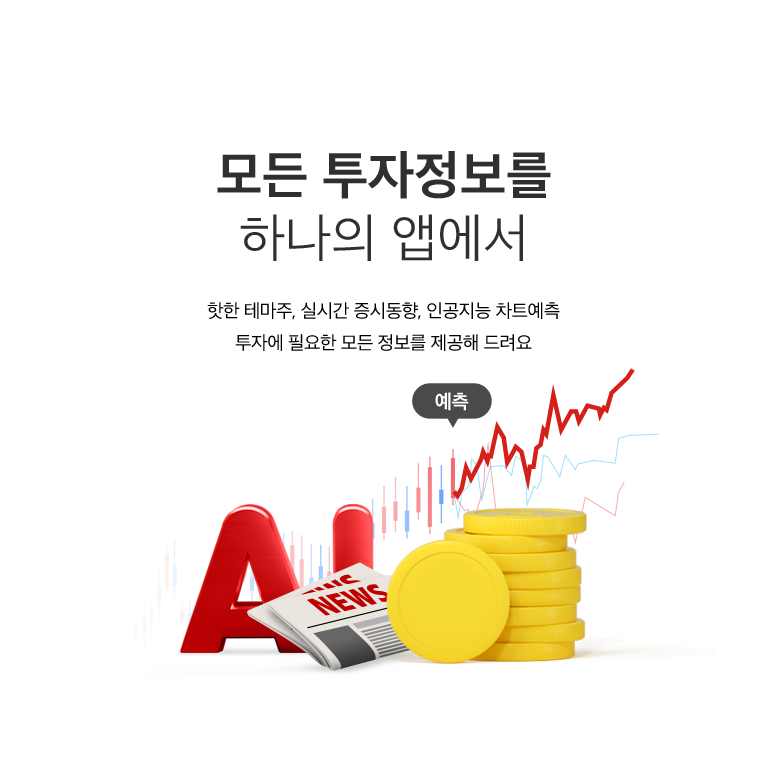 모든 투자정보를
하나의 앱에서
핫한 테마주, 실시간 증시동향, 인공지능 차트예측
투자에 필요한 모든 정보를 제공해 드려요
예측
AI
NEWS
NEWS